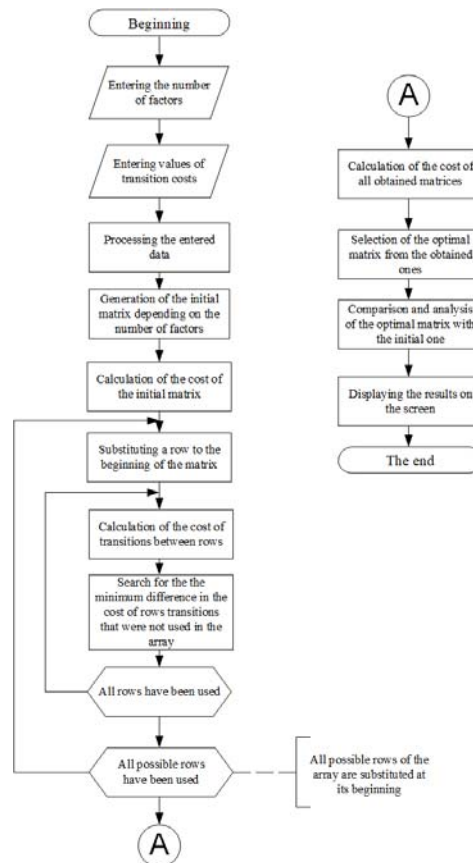 Beginning
Entering the number
of factors
Entering values of
transition costs
Processing the entered
data
Generation of the initial
matrix depending on the
number of factors
Calculation of the cost of
the initial matrix
Substituting a row to the
beginning of the matrix
Calculation of the cost of
transitions between rows
Search for the the
minimum difference in the
cost of rows transitions
that were not used in the
array
All rows have been used
All possible rows
have been used
All possible rows of the
array are substituted at
its beginning
A
A
Calculation of the cost of
all obtained matrices
Selection of the optimal
matrix from the obtained
ones
Comparison and analysis
of the optimal matrix with
the initial one
Displaying the results on
the screen
The end